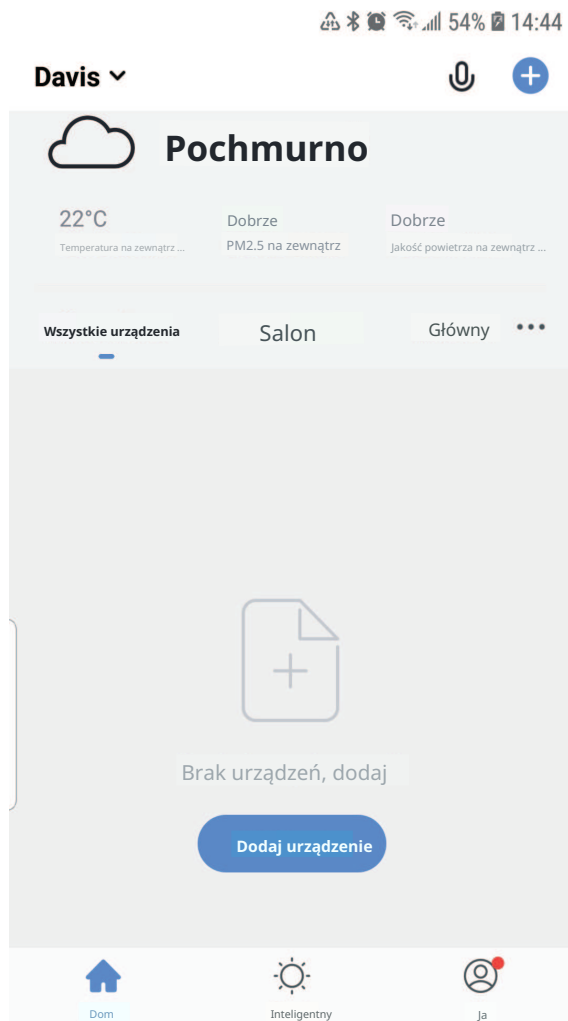 54% 14:44
Davis
Pochmurno
22°C Dobrze Dobrze
Temperatura na zewnątrz ... PM2.5 na zewnątrz Jakość powietrza na zewnątrz ...
Wszystkie urządzenia Salon Główny
Brak urządzeń, dodaj
Dodaj urządzenie
Dom Inteligentny Ja